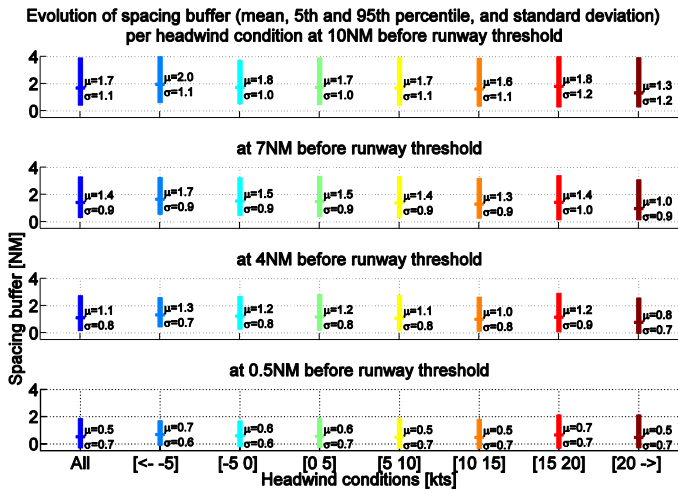 Evolution of spacing buffer (mean, 5th and 95th percentile, and standard deviation)
per headwind condition at 10NM before runway threshold
4
2
0
μ=1.7 μ=2.0 μ=1.8 μ=1.7 μ=1.7 μ=1.6 μ=1.8 μ=1.3
σ=1.1 σ=1.1 σ=1.0 σ=1.0 σ=1.1 σ=1.1 σ=1.2 σ=1.2
at 7NM before runway threshold
4
2
0
μ=1.4 μ=1.7 μ=1.5 μ=1.5 μ=1.4 μ=1.3 μ=1.4 μ=1.0
σ=0.9 σ=0.9 σ=0.9 σ=0.9 σ=0.9 σ=0.9 σ=1.0 σ=0.9
Spacing buffer [NM]
at 4NM before runway threshold
4
2
0
μ=1.1 μ=1.3 μ=1.2 μ=1.2 μ=1.1 μ=1.0 μ=1.2 μ=0.8
σ=0.8 σ=0.7 σ=0.8 σ=0.8 σ=0.8 σ=0.8 σ=0.9 σ=0.7
at 0.5NM before runway threshold
4
2
0
μ=0.5 μ=0.7 μ=0.6 μ=0.6 μ=0.5 μ=0.5 μ=0.7 μ=0.5
σ=0.7 σ=0.6 σ=0.6 σ=0.7 σ=0.7 σ=0.7 σ=0.7 σ=0.7
All [<- -5] [-5 0] [0 5] [5 10] [10 15] [15 20] [20 ->]
Headwind conditions [kts]